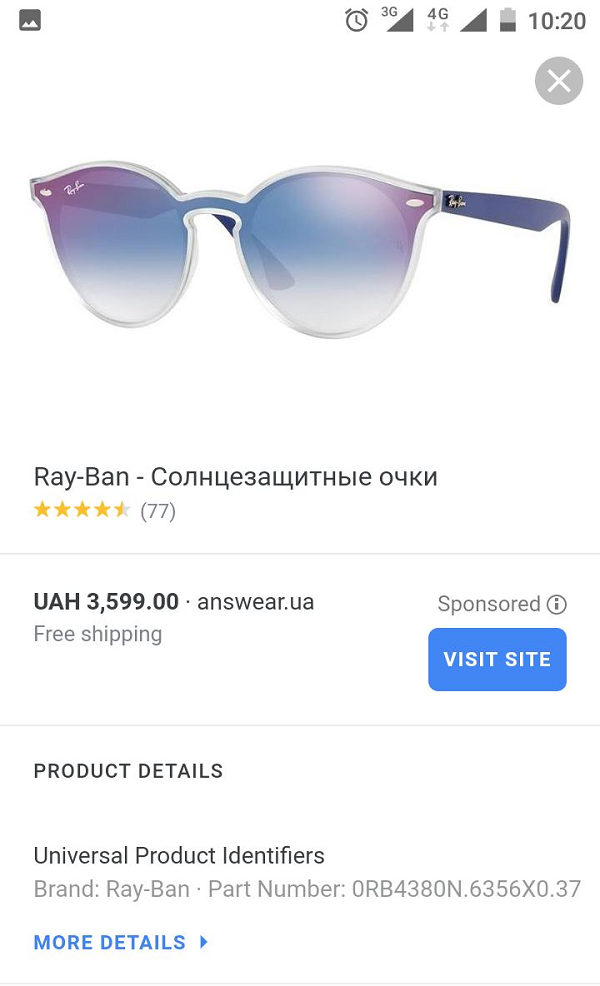 3G 4G 10:20
Ray-Ban
Ray-Ban
Ray-Ban - Солнцезащитные очки
(77)
UAH 3,599.00 · answear.ua
Sponsored
Free shipping
VISIT SITE
PRODUCT DETAILS
Universal Product Identifiers
Brand: Ray-Ban · Part Number: 0RB4380N.6356X0.37
MORE DETAILS